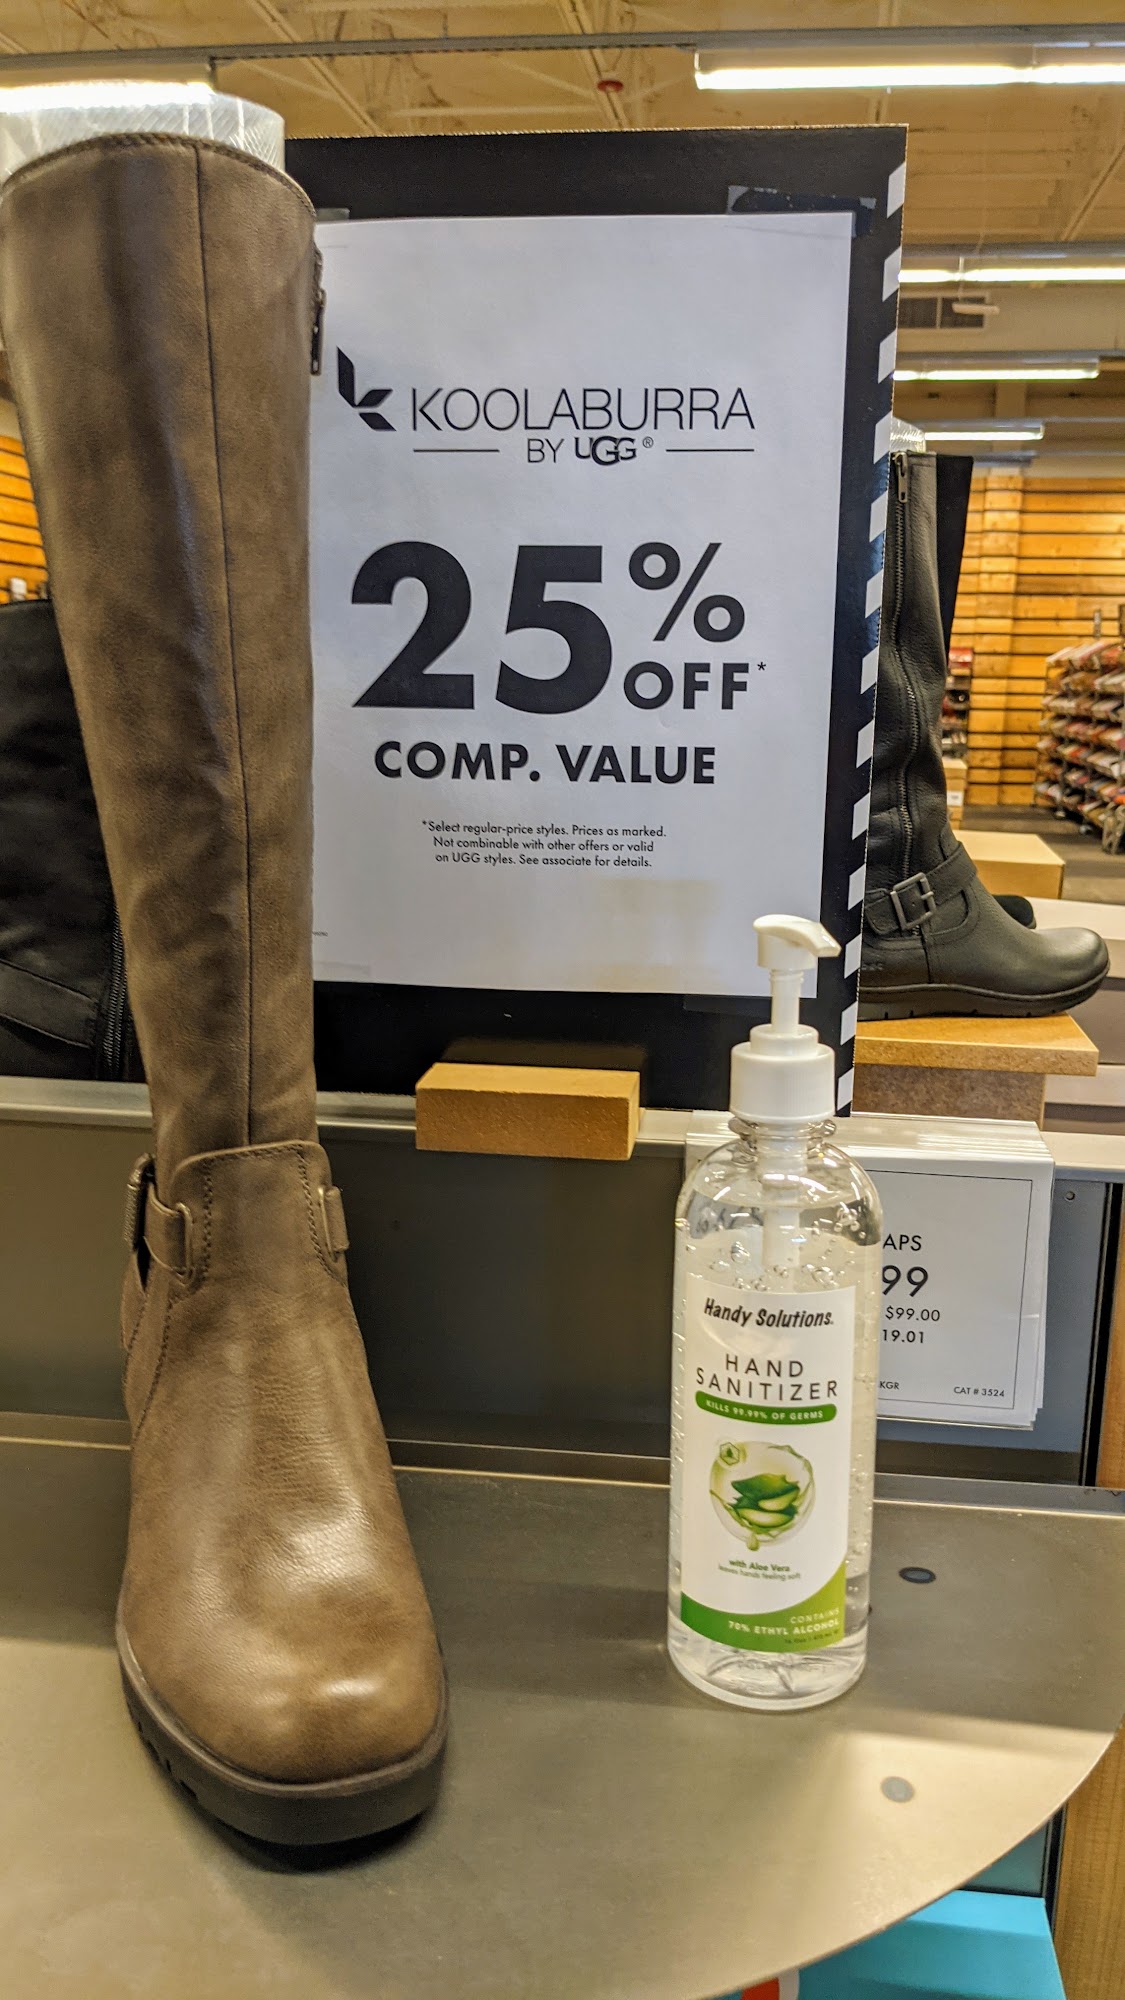 KOOLABURRA
BY UGG®
25% OFF*
COMP. VALUE
*Select regular-price styles. Prices as marked.
Not combinable with other offers or valid
on UGG styles. See associate for details.
Handy Solutions.
HAND
SANITIZER
KILLS 99.99% OF GERMS
with Aloe Vera
leaves hands feeling soft
CONTAINS
70% ETHYL ALCOHOL
APS
99
$99.00
19.01
KGR
CAT # 3524